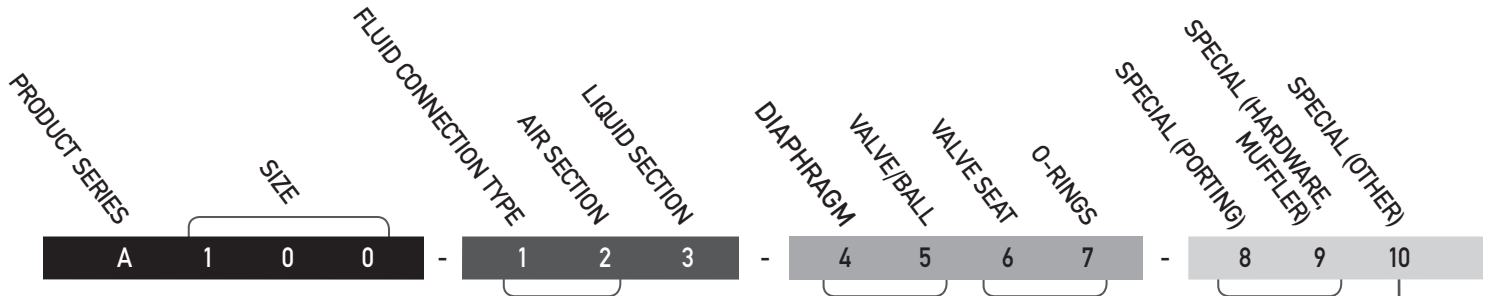 PRODUCT SERIES
SIZE
FLUID CONNECTION TYPE
AIR SECTION
LIQUID SECTION
DIAPHRAGM
VALVE/BALL
VALVE SEAT
O-RINGS
SPECIAL (PORTING)
SPECIAL (HARDWARE,
MUFFLER)
SPECIAL (OTHER)
A 1 0 0 - 1 2 3 - 4 5 6 7 - 8 9 10